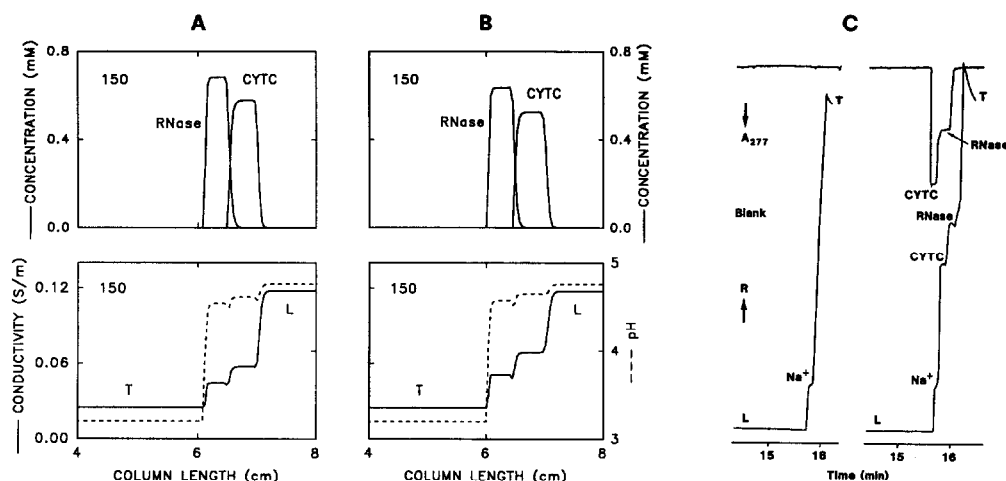 A
B
C
CONCENTRATION (mM)
0.8
0.4
0.0
150
RNase
CYTC
150
RNase
CYTC
0.8
0.4
0.0
CONCENTRATION (mM)
CONDUCTIVITY (S/m)
0.12
0.06
0.00
150
T
L
4
6
8
COLUMN LENGTH (cm)
150
T
L
5
4
3
pH
4
6
8
COLUMN LENGTH (cm)
A277
Blank
R
T
Na+
L
15
16
T
RNase
CYTC
RNase
CYTC
Na+
L
15
16
Time (min)